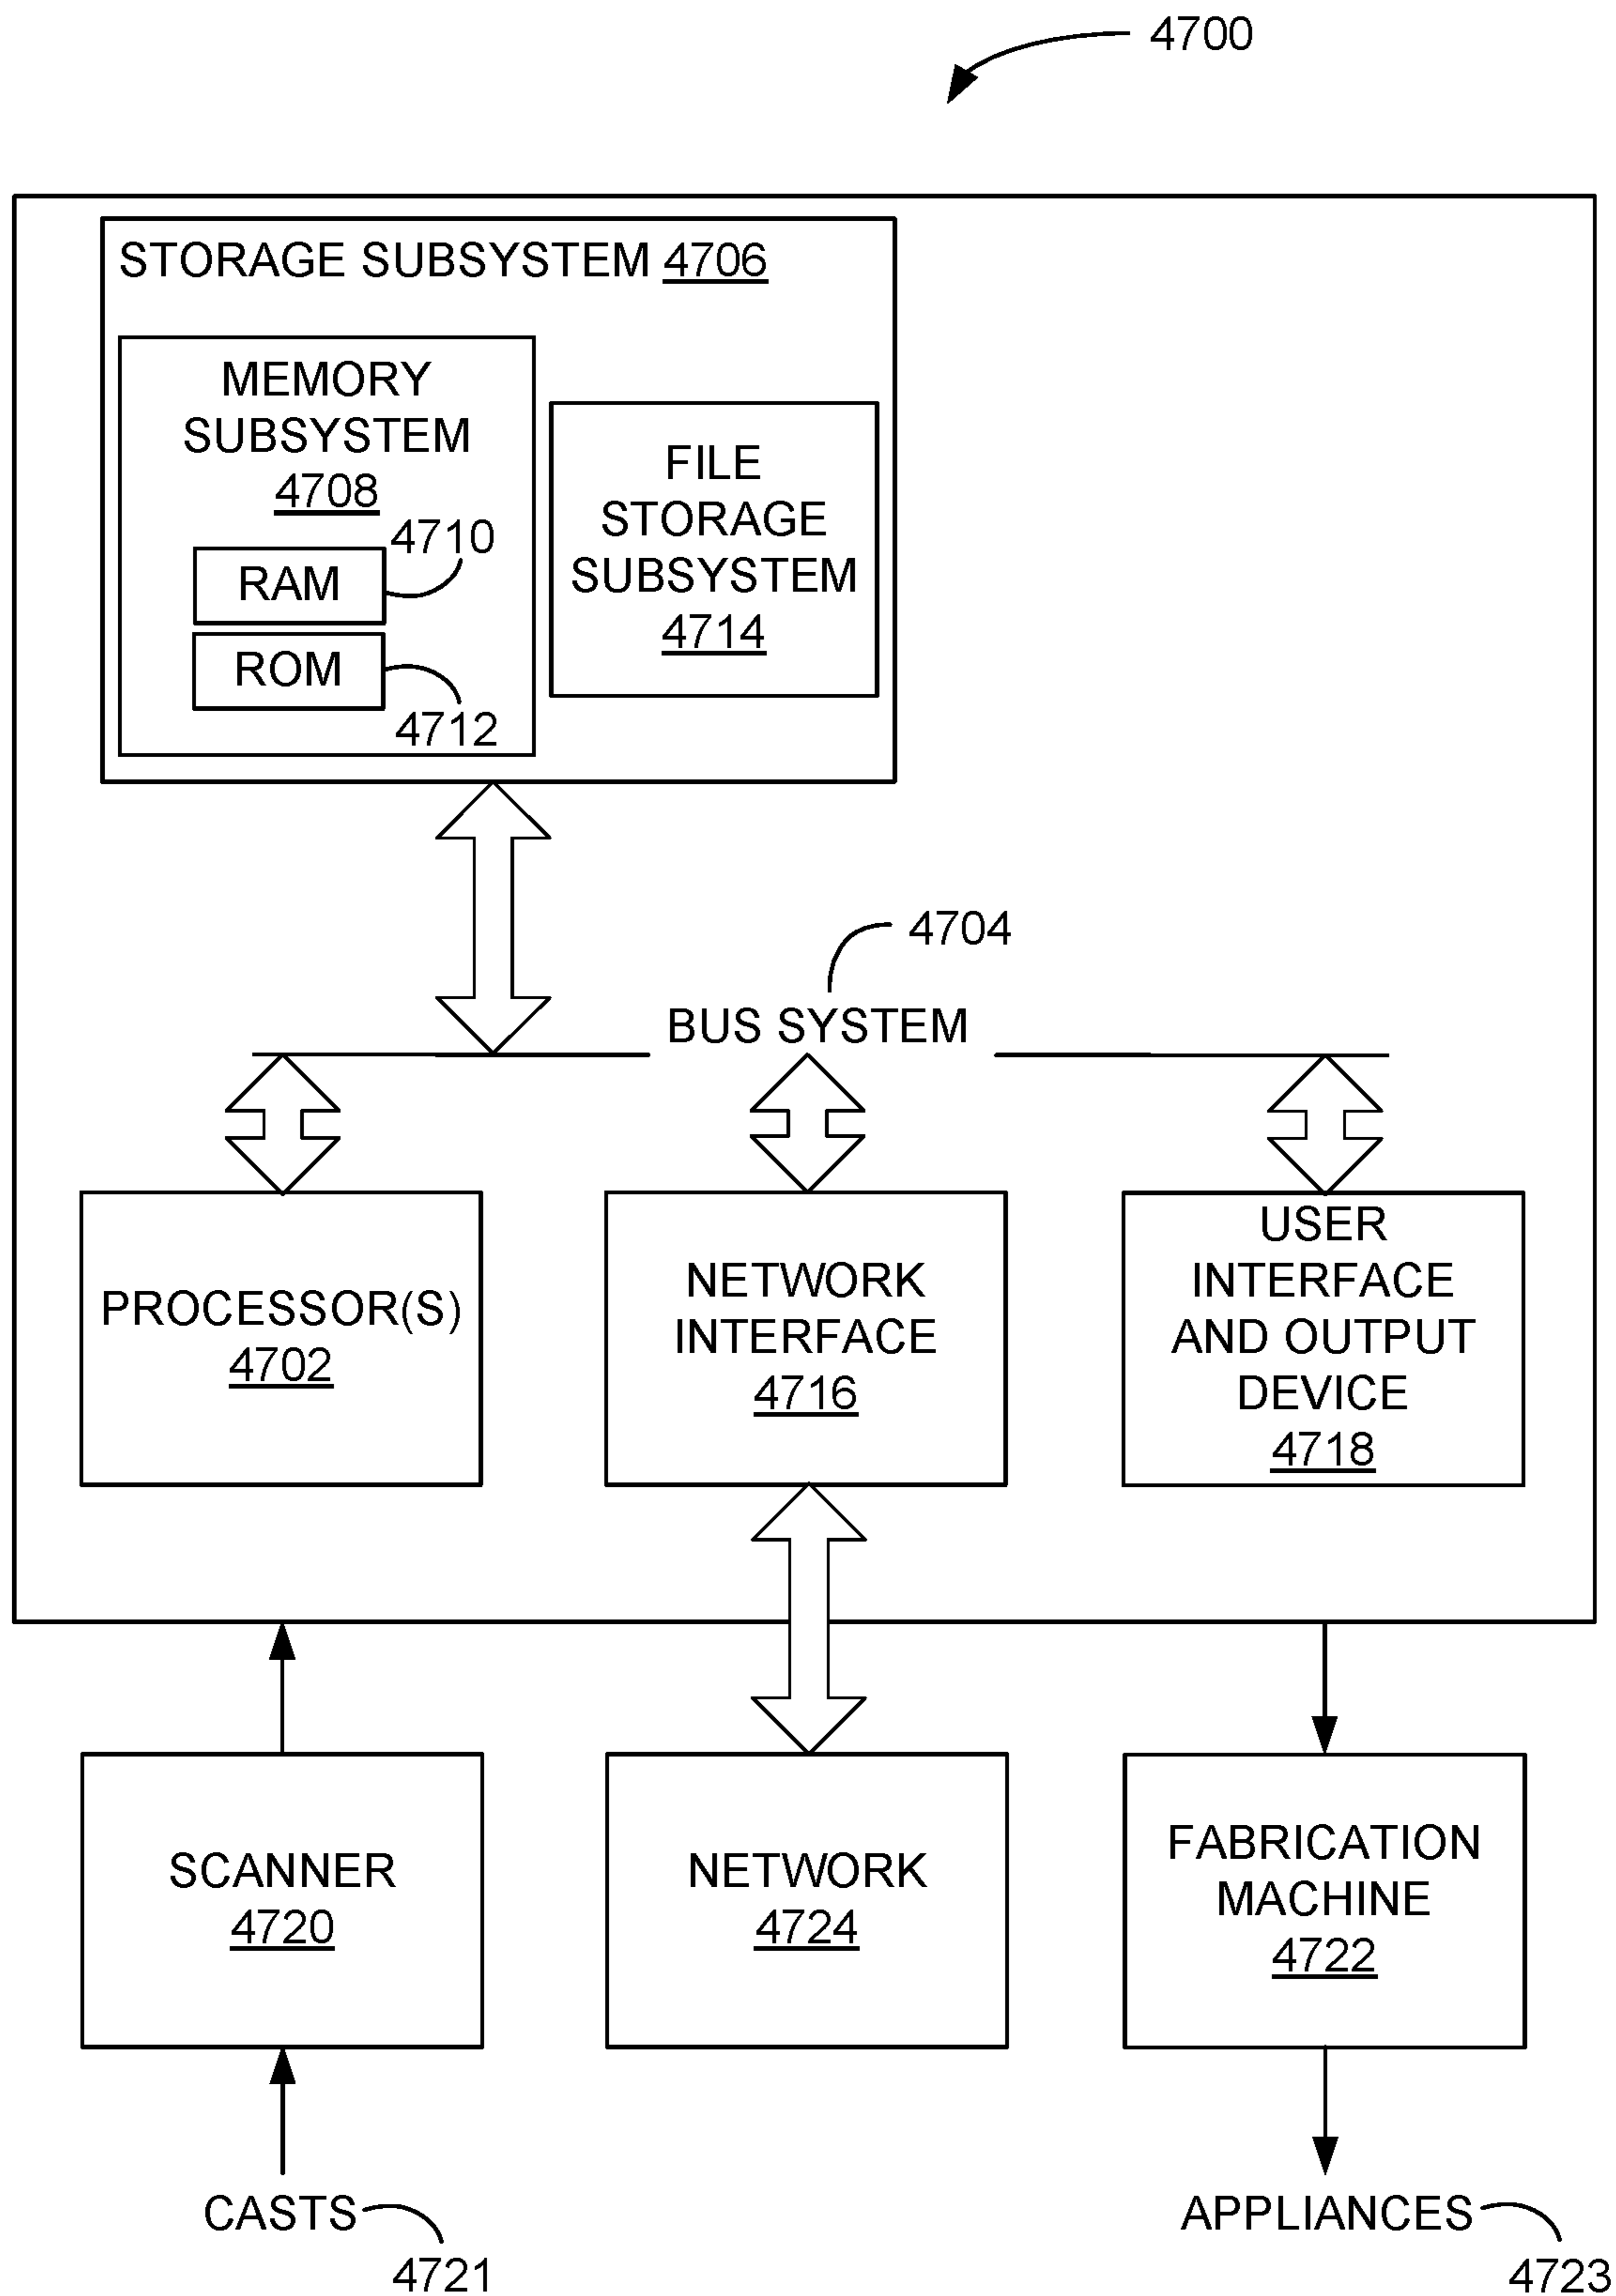 4700
STORAGE SUBSYSTEM 4706
MEMORY
SUBSYSTEM
4708
4710
RAM
ROM
4712
FILE
STORAGE
SUBSYSTEM
4714
4704
BUS SYSTEM
PROCESSOR(S)
4702
NETWORK
INTERFACE
4716
USER
INTERFACE
AND OUTPUT
DEVICE
4718
SCANNER
4720
NETWORK
4724
FABRICATION
MACHINE
4722
CASTS
4721
APPLIANCES
4723